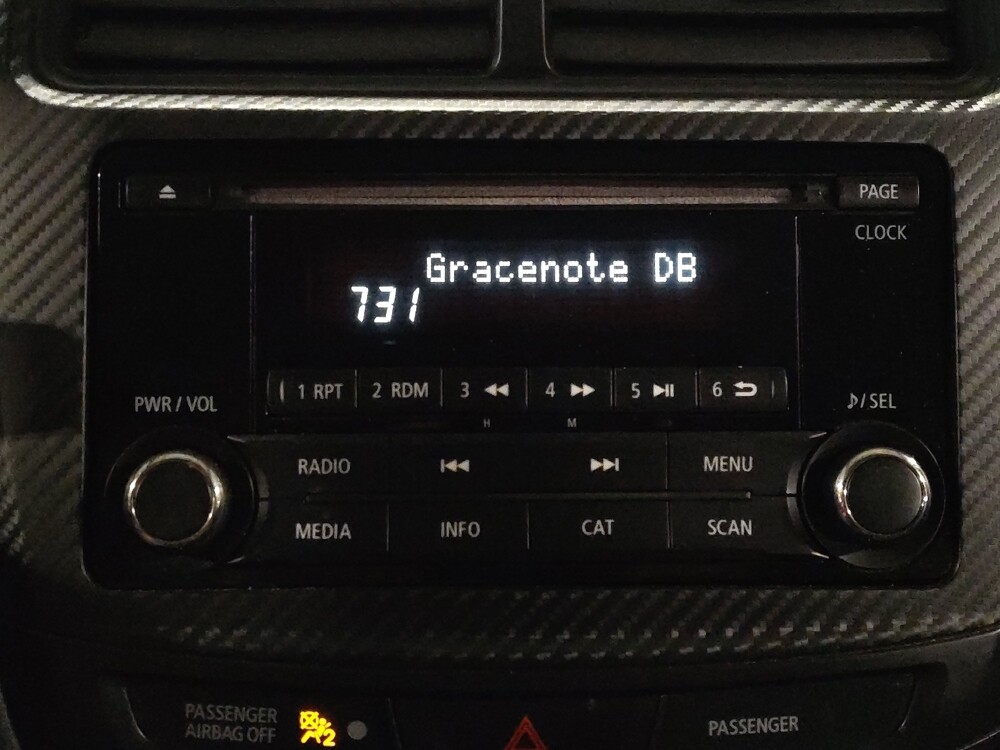 PAGE
CLOCK
Gracenote DB
731
1 RPT 2 RDM 3 4 5 6
H M
PWR / VOL
/ SEL
RADIO MENU
MEDIA INFO CAT SCAN
PASSENGER
AIRBAG OFF
2
PASSENGER